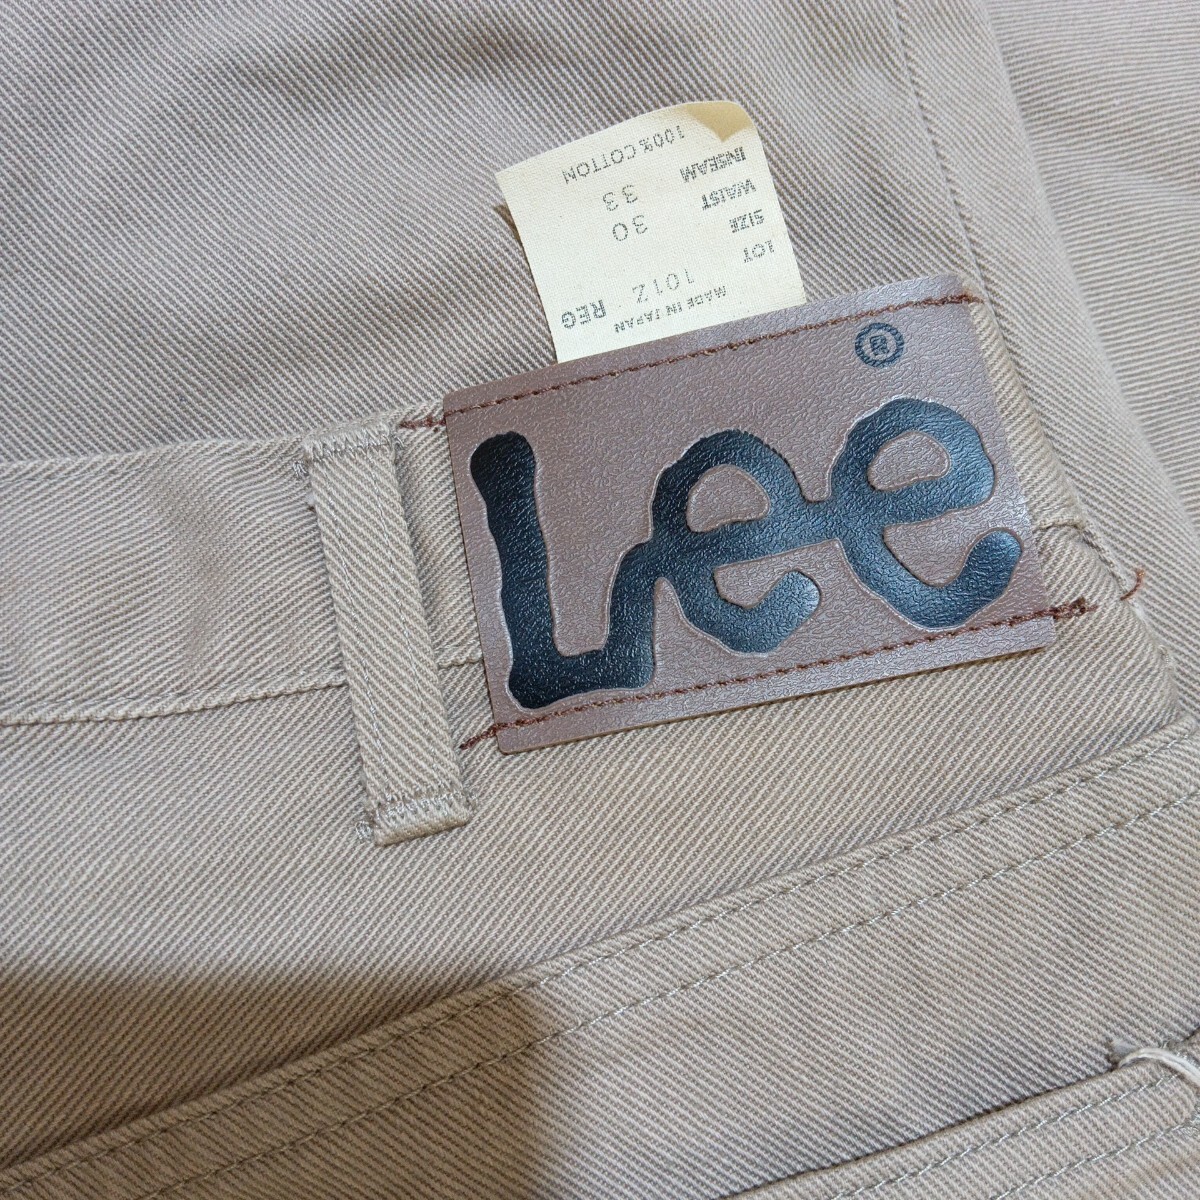 MADE IN JAPAN
LOT 101Z REG
SIZE
WAIST 30
INSEAM 33
100% COTTON
Lee
®